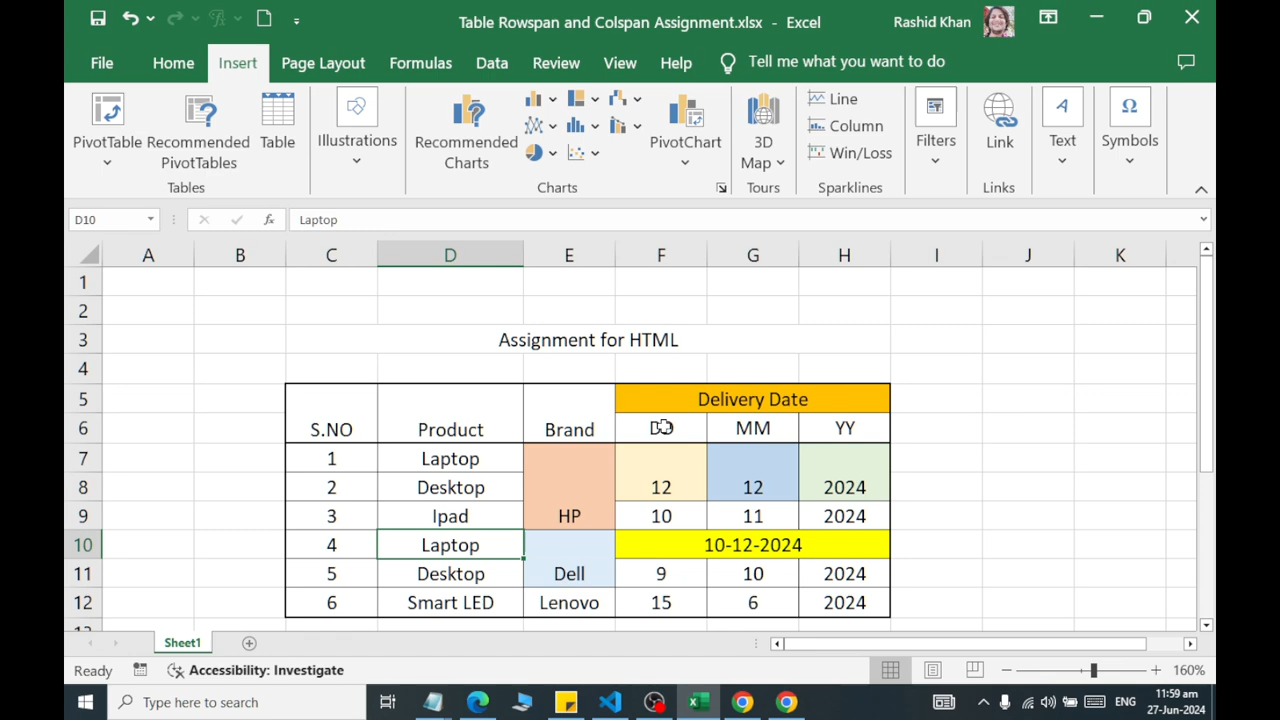 Table Rowspan and Colspan Assignment.xlsx - Excel
Rashid Khan
File Home Insert Page Layout Formulas Data Review View Help Tell me what you want to do
PivotTable
Recommended PivotTables
Table
Illustrations
Recommended Charts
PivotChart
3D Map
Line
Column
Win/Loss
Filters
Link
Text
Symbols
Tables
Charts
Tours
Sparklines
Links
D10
fx
Laptop
A B C D E F G H I J K
1
2
3 Assignment for HTML
4
5 Delivery Date
6 S.NO Product Brand DD MM YY
7 1 Laptop
8 2 Desktop 12 12 2024
9 3 Ipad HP 10 11 2024
10 4 Laptop 10-12-2024
11 5 Desktop Dell 9 10 2024
12 6 Smart LED Lenovo 15 6 2024
Sheet1
Ready
Accessibility: Investigate
160%
Type here to search
ENG
11:59 am
27-Jun-2024